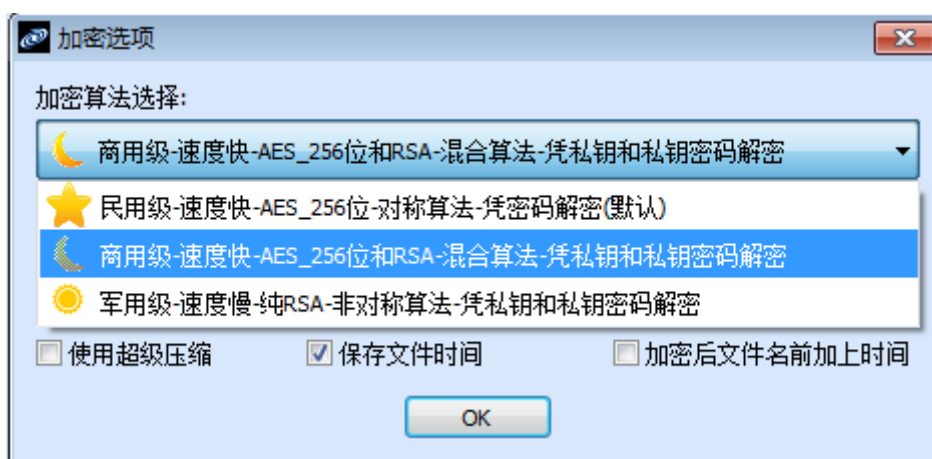 加密选项
加密算法选择:
商用级-速度快-AES_256位和RSA-混合算法-凭私钥和私钥密码解密
民用级-速度快-AES_256位-对称算法-凭密码解密(默认)
商用级-速度快-AES_256位和RSA-混合算法-凭私钥和私钥密码解密
军用级-速度慢-纯RSA-非对称算法-凭私钥和私钥密码解密
使用超级压缩 保存文件时间 加密后文件名前加上时间
OK